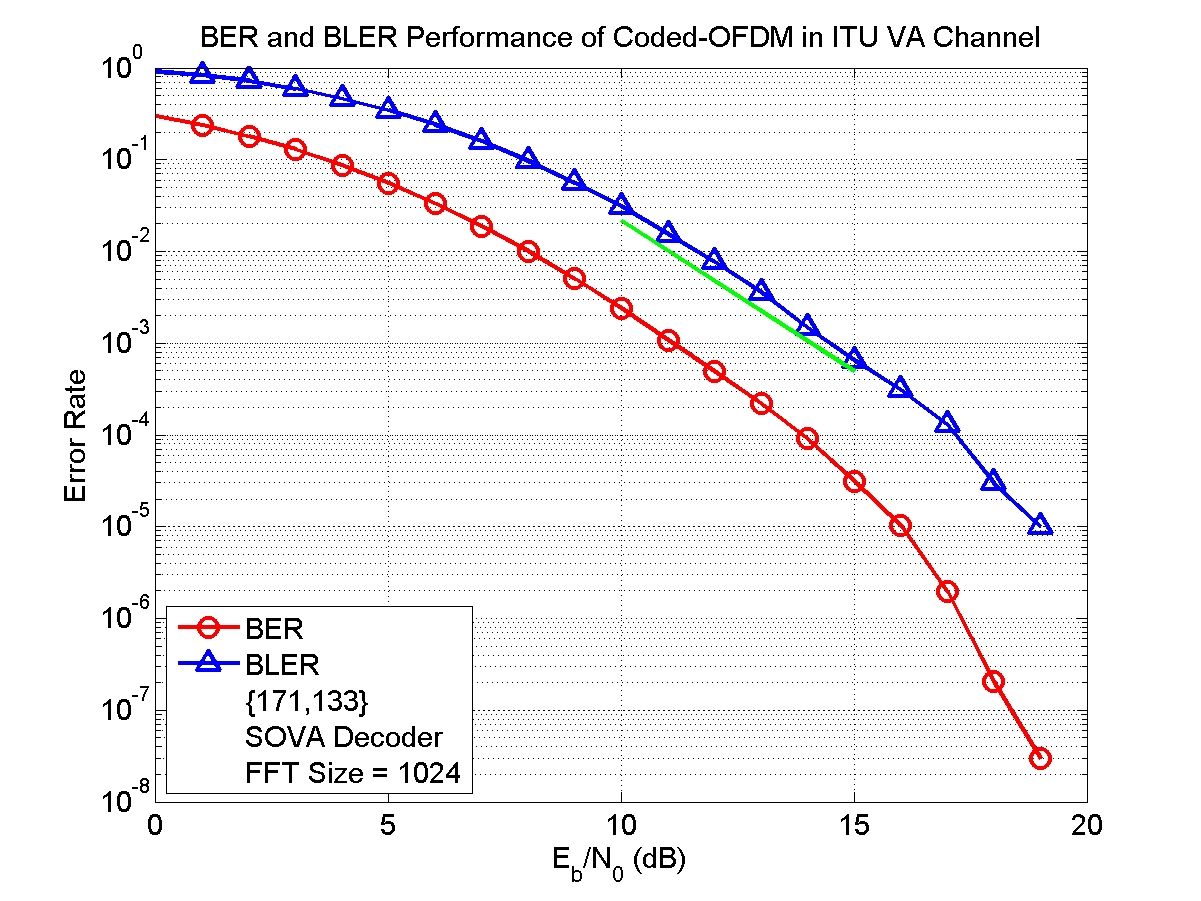 BER and BLER Performance of Coded-OFDM in ITU VA Channel
10^0
10^-1
10^-2
10^-3
10^-4
10^-5
10^-6
10^-7
10^-8
Error Rate
BER
BLER
{171,133}
SOVA Decoder
FFT Size = 1024
0 5 10 15 20
E_b/N_0 (dB)